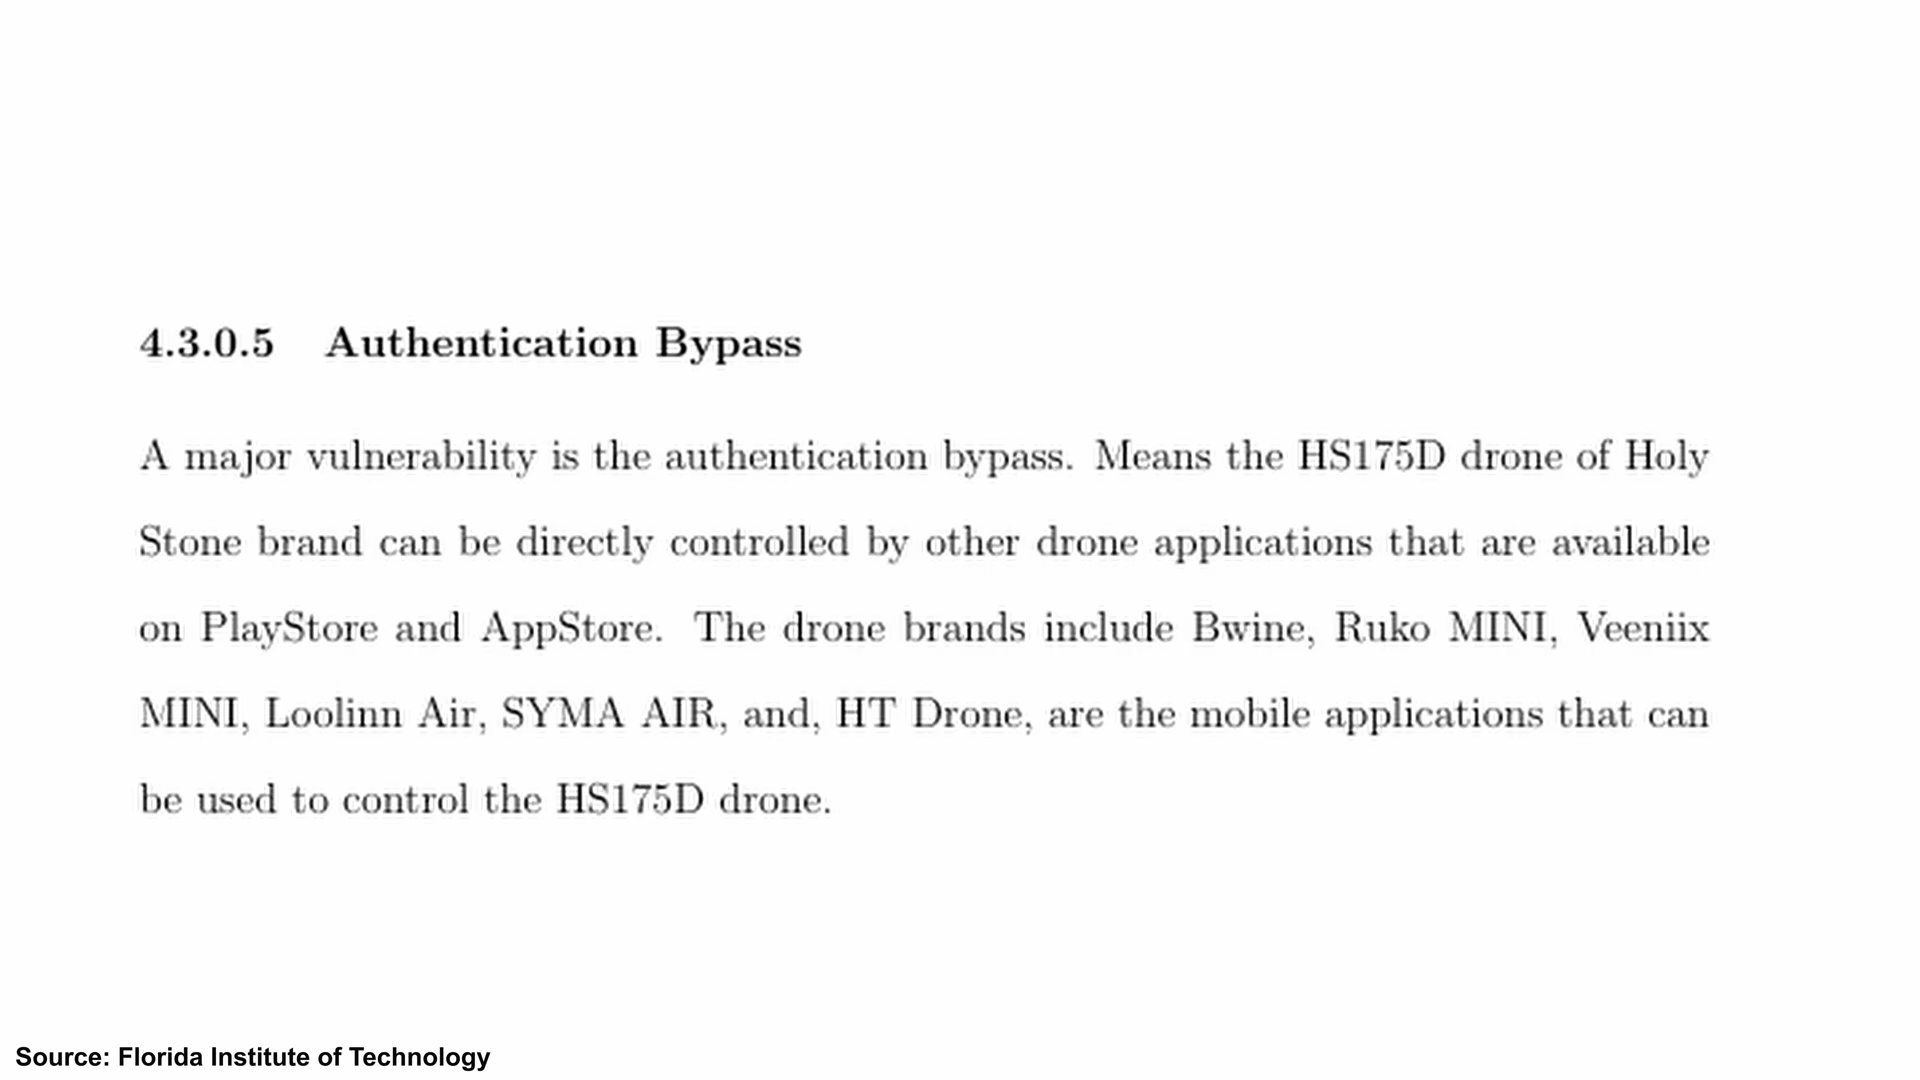 4.3.0.5 Authentication Bypass
A major vulnerability is the authentication bypass. Means the HS175D drone of Holy
Stone brand can be directly controlled by other drone applications that are available
on PlayStore and AppStore. The drone brands include Bwine, Ruko MINI, Veeniix
MINI, Loolinn Air, SYMA AIR, and, HT Drone, are the mobile applications that can
be used to control the HS175D drone.
Source: Florida Institute of Technology